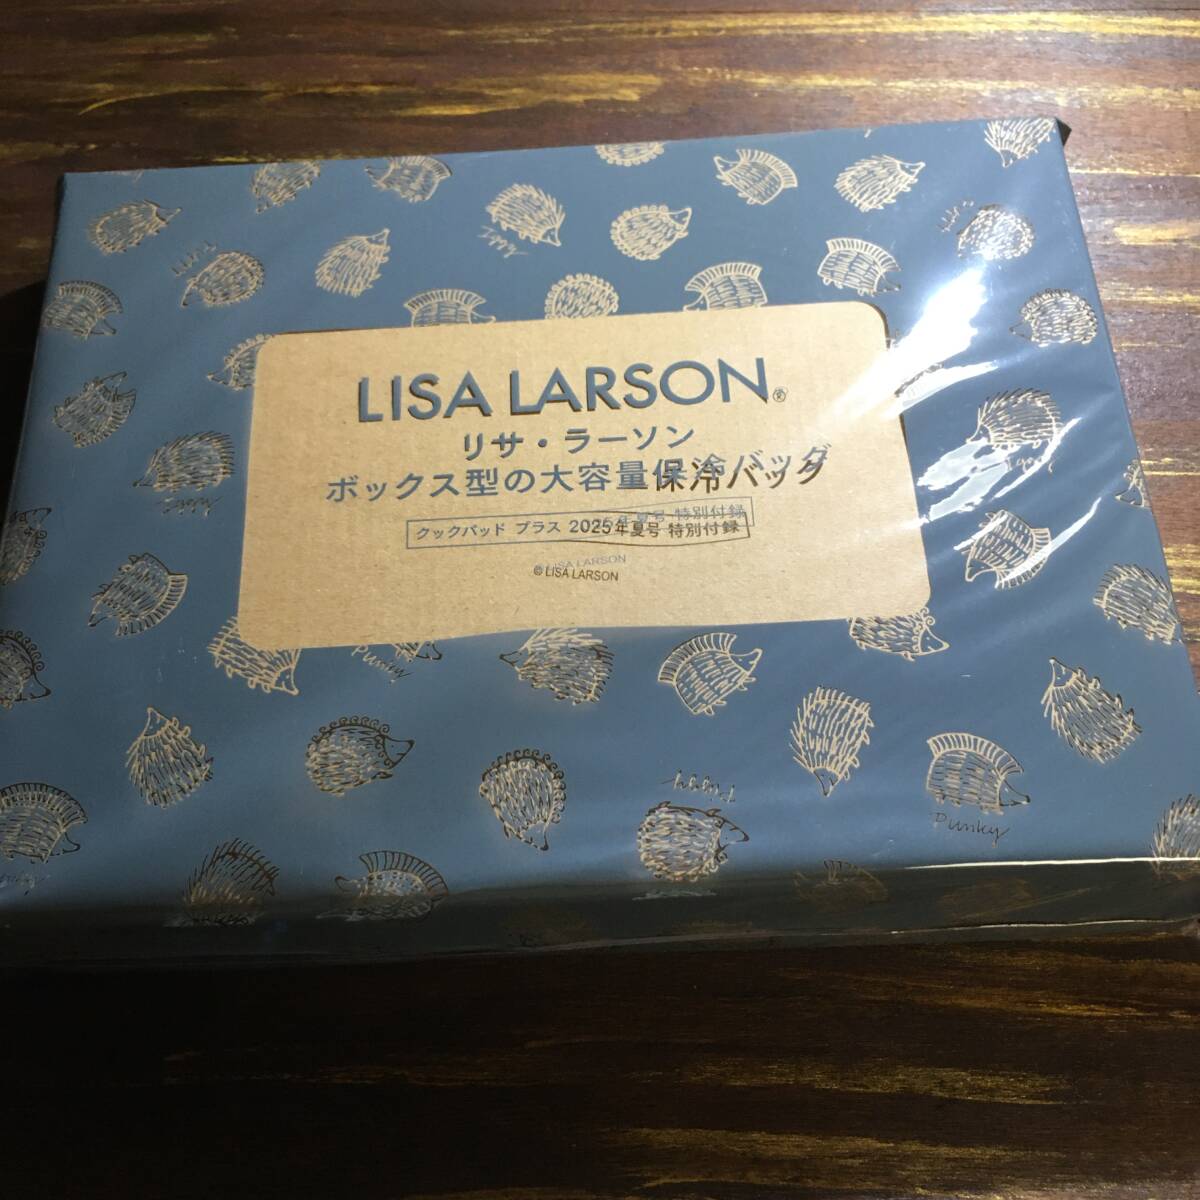 LISA LARSON®
リサ・ラーソン
ボックス型の大容量保冷バッグ
クックパッド プラス 2025年夏号 特別付録
© LISA LARSON
Punky
Punky